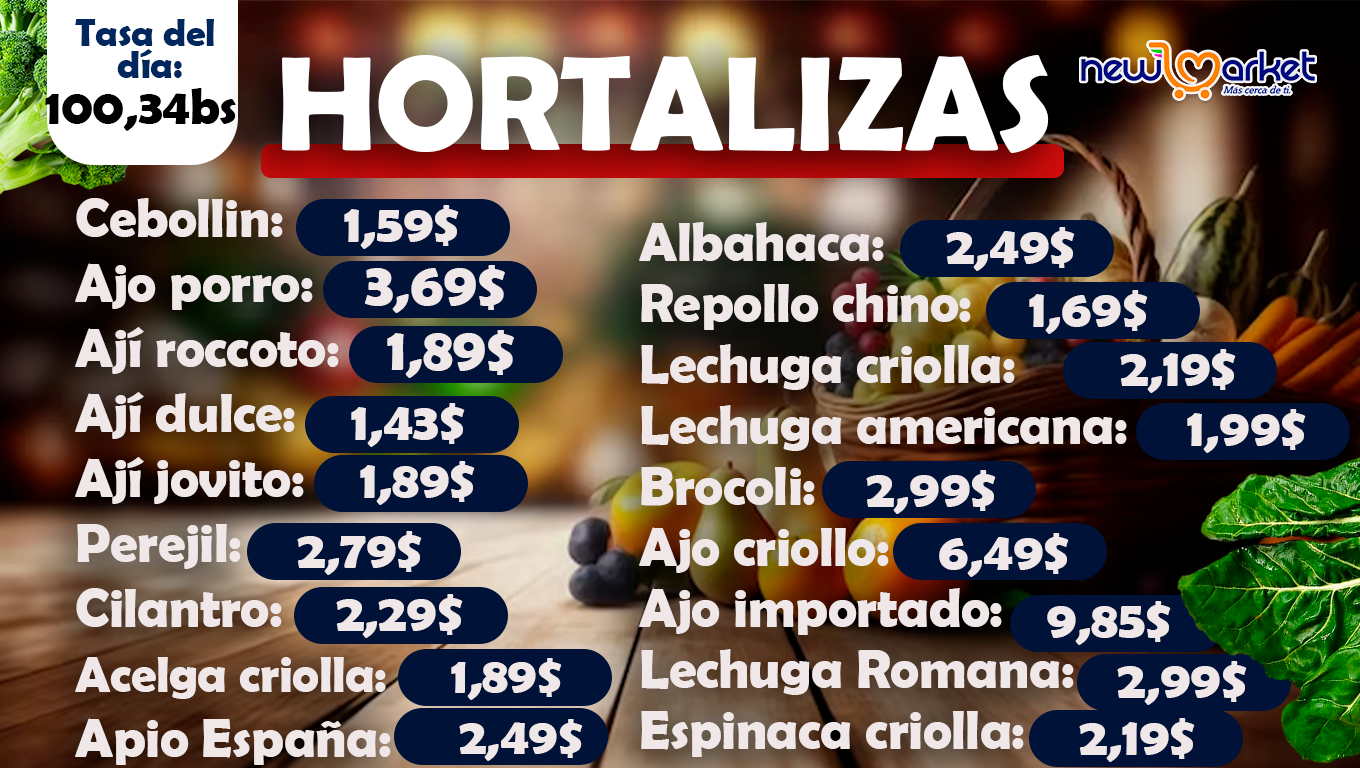 Tasa del
día:
100,34bs
HORTALIZAS
new market
Más cerca de ti.
Cebollin: 1,59$
Ajo porro: 3,69$
Ají roccoto: 1,89$
Ají dulce: 1,43$
Ají jovito: 1,89$
Perejil: 2,79$
Cilantro: 2,29$
Acelga criolla: 1,89$
Apio España: 2,49$
Albahaca: 2,49$
Repollo chino: 1,69$
Lechuga criolla: 2,19$
Lechuga americana: 1,99$
Brocoli: 2,99$
Ajo criollo: 6,49$
Ajo importado: 9,85$
Lechuga Romana: 2,99$
Espinaca criolla: 2,19$